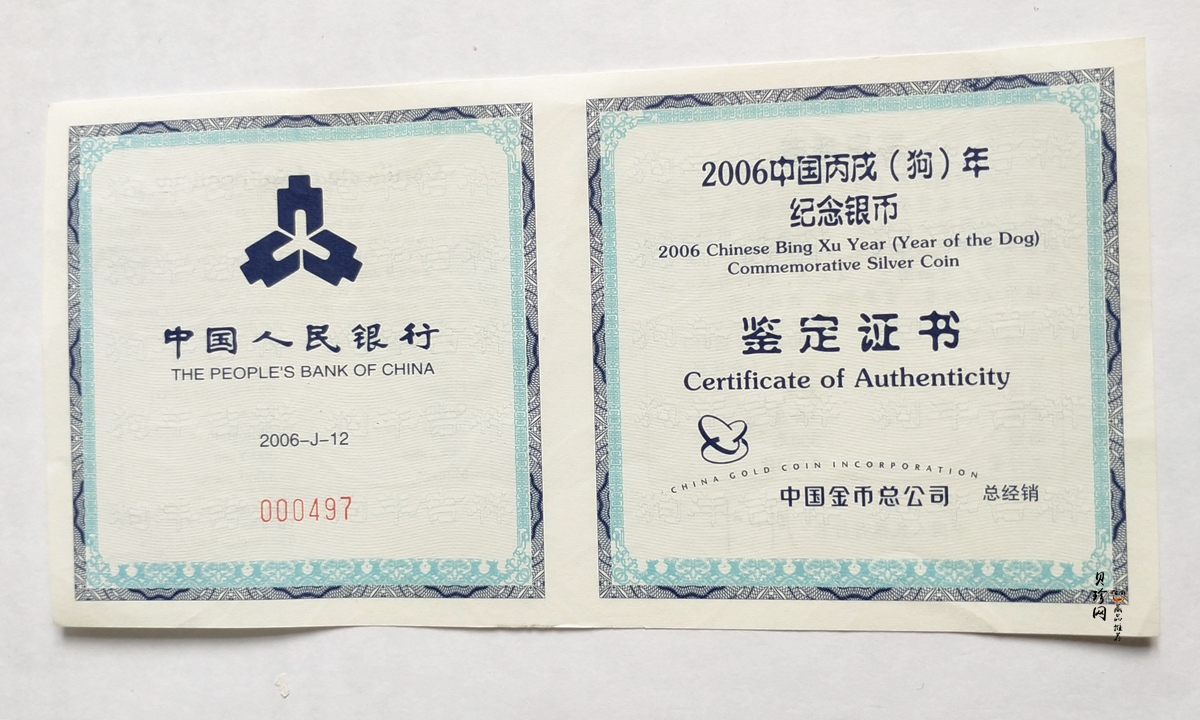 中国人民银行
THE PEOPLE'S BANK OF CHINA
2006-J-12
000497
2006中国丙戌（狗）年
纪念银币
2006 Chinese Bing Xu Year (Year of the Dog)
Commemorative Silver Coin
鉴定证书
Certificate of Authenticity
CHINA GOLD COIN INCORPORATION
中国金币总公司 总经销
贝珍网